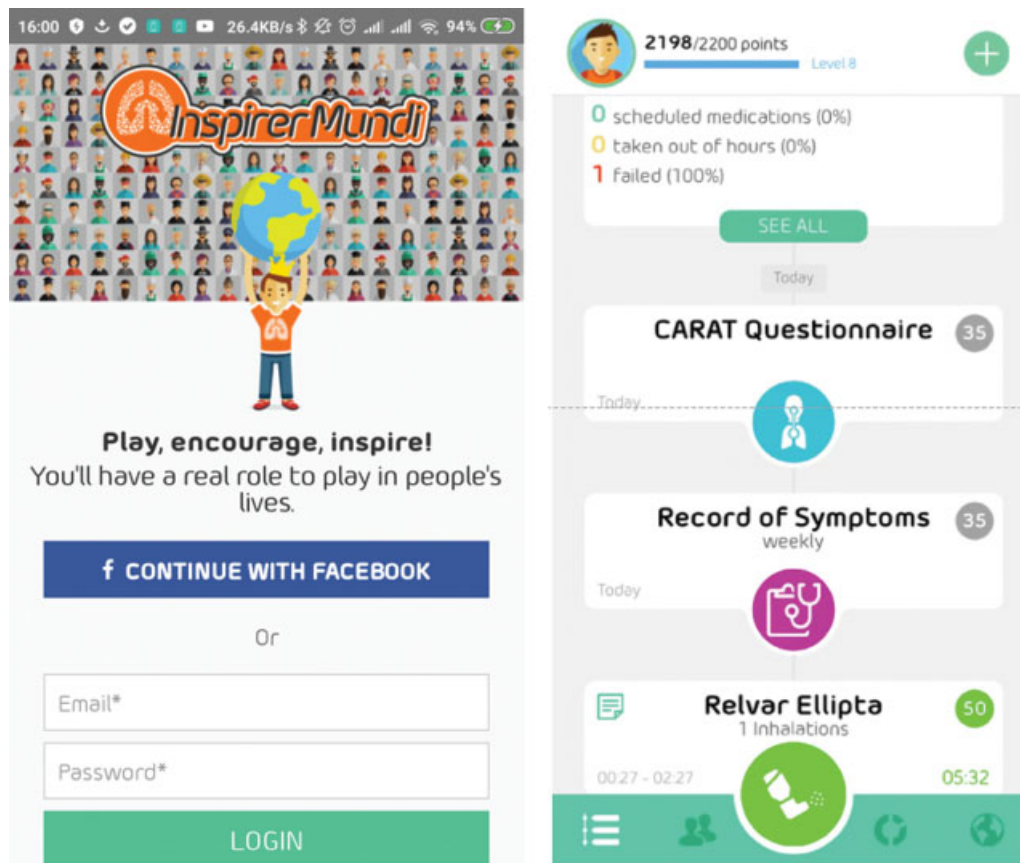 16:00 26.4KB/s 94%
InspirerMundi
Play, encourage, inspire!
You'll have a real role to play in people's
lives.
f CONTINUE WITH FACEBOOK
Or
Email*
Password*
LOGIN
2198/2200 points
Level 8
0 scheduled medications (0%)
0 taken out of hours (0%)
1 failed (100%)
SEE ALL
Today
CARAT Questionnaire 35
Today
Record of Symptoms 35
weekly
Today
Relvar Ellipta 50
1 Inhalations
00:27 - 02:27 05:32